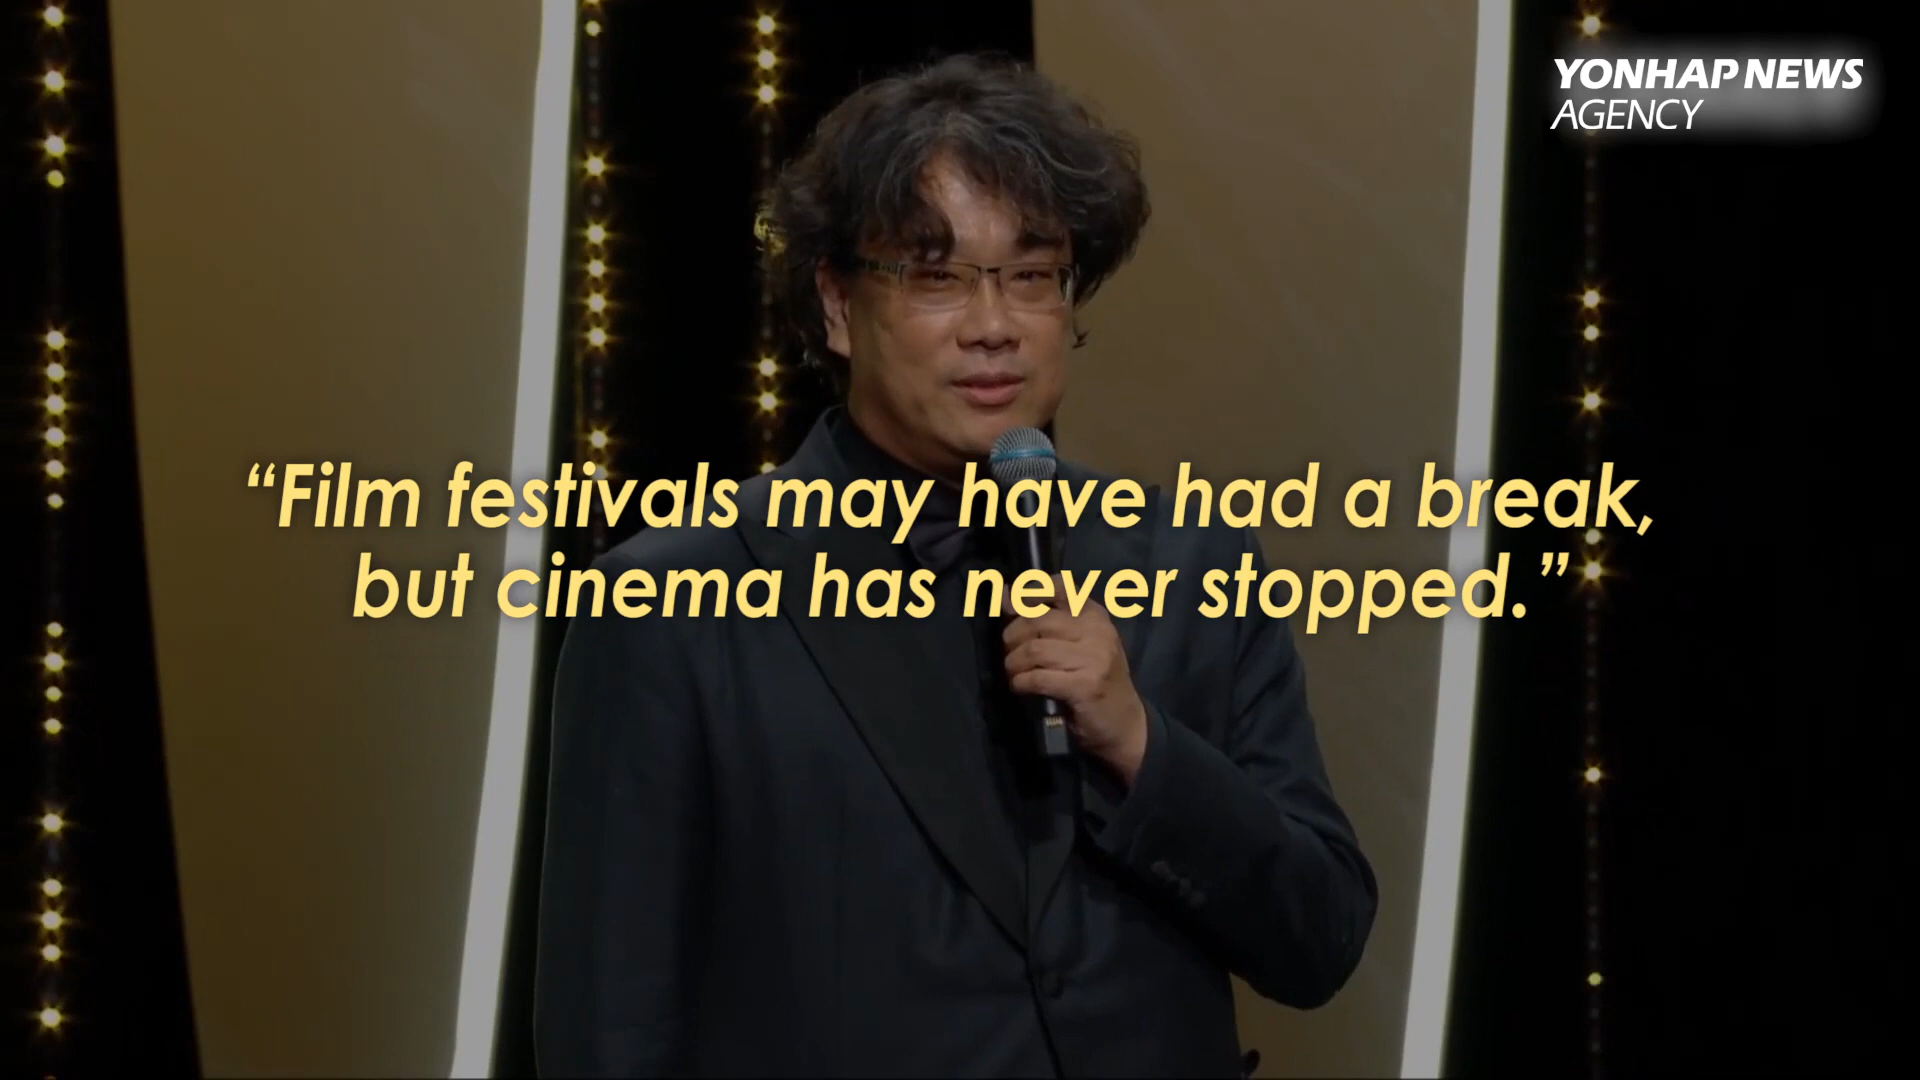 YONHAP NEWS
AGENCY
“Film festivals may have had a break,
but cinema has never stopped.”